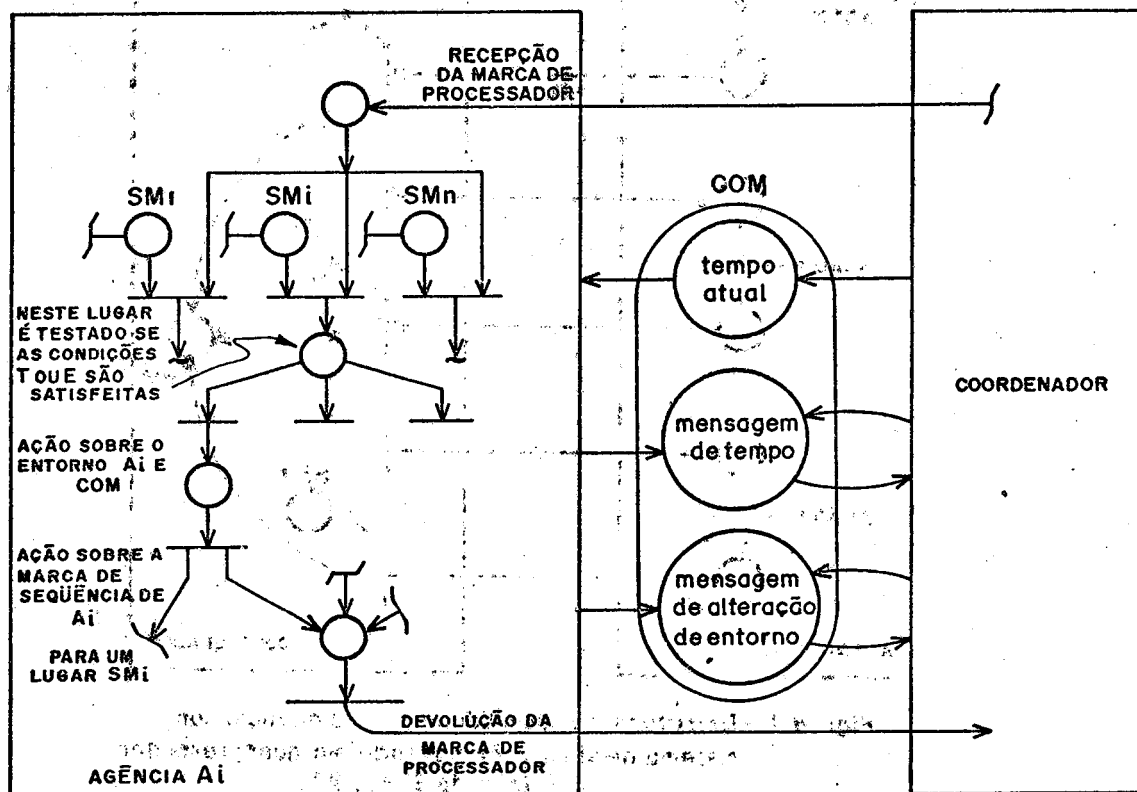 RECEPÇÃO
DA MARCA DE
PROCESSADOR
SM1
SMi
SMn
NESTE LUGAR
É TESTADO SE
AS CONDIÇÕES
T OU E SÃO
SATISFEITAS
AÇÃO SOBRE O
ENTORNO Ai E
COM
AÇÃO SOBRE A
MARCA DE
SEQÜÊNCIA DE
Ai
PARA UM
LUGAR SMi
DEVOLUÇÃO DA
MARCA DE
PROCESSADOR
AGÊNCIA Ai
COM
tempo
atual
mensagem
de tempo
mensagem
de alteração
de entorno
COORDENADOR